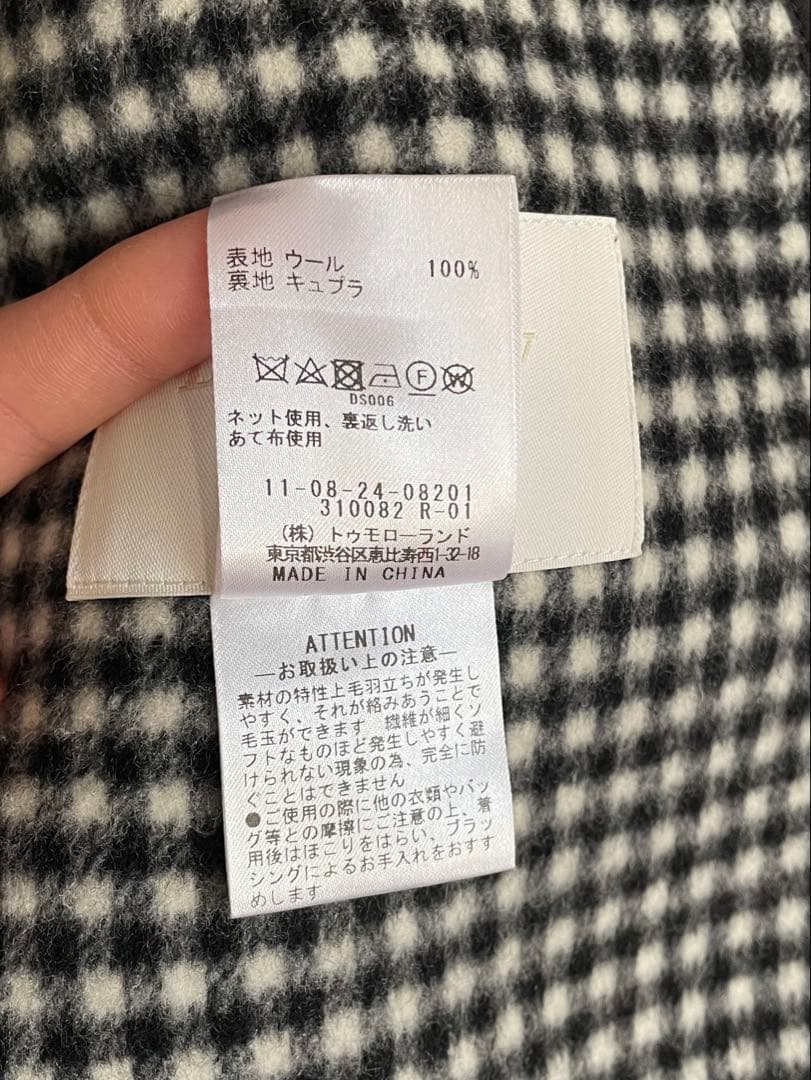 表地 ウール 100%
裏地 キュプラ
F W
DS006
ネット使用、裏返し洗い
あて布使用
11-08-24-08201
310082 R-01
(株) トゥモローランド
東京都渋谷区恵比寿西1-32-18
MADE IN CHINA
ATTENTION
―お取扱い上の注意―
素材の特性上毛羽立ちが発生し
やすく、それが絡みあうことで
毛玉ができます 繊維が細くソ
フトなものほど発生しやすく避
けられない現象の為、完全に防
ぐことはできません
●ご使用の際に他の衣類やバッ
グ等との摩擦にご注意の上、着
用後はほこりをはらい、ブラッ
シングによるお手入れをおすす
めします